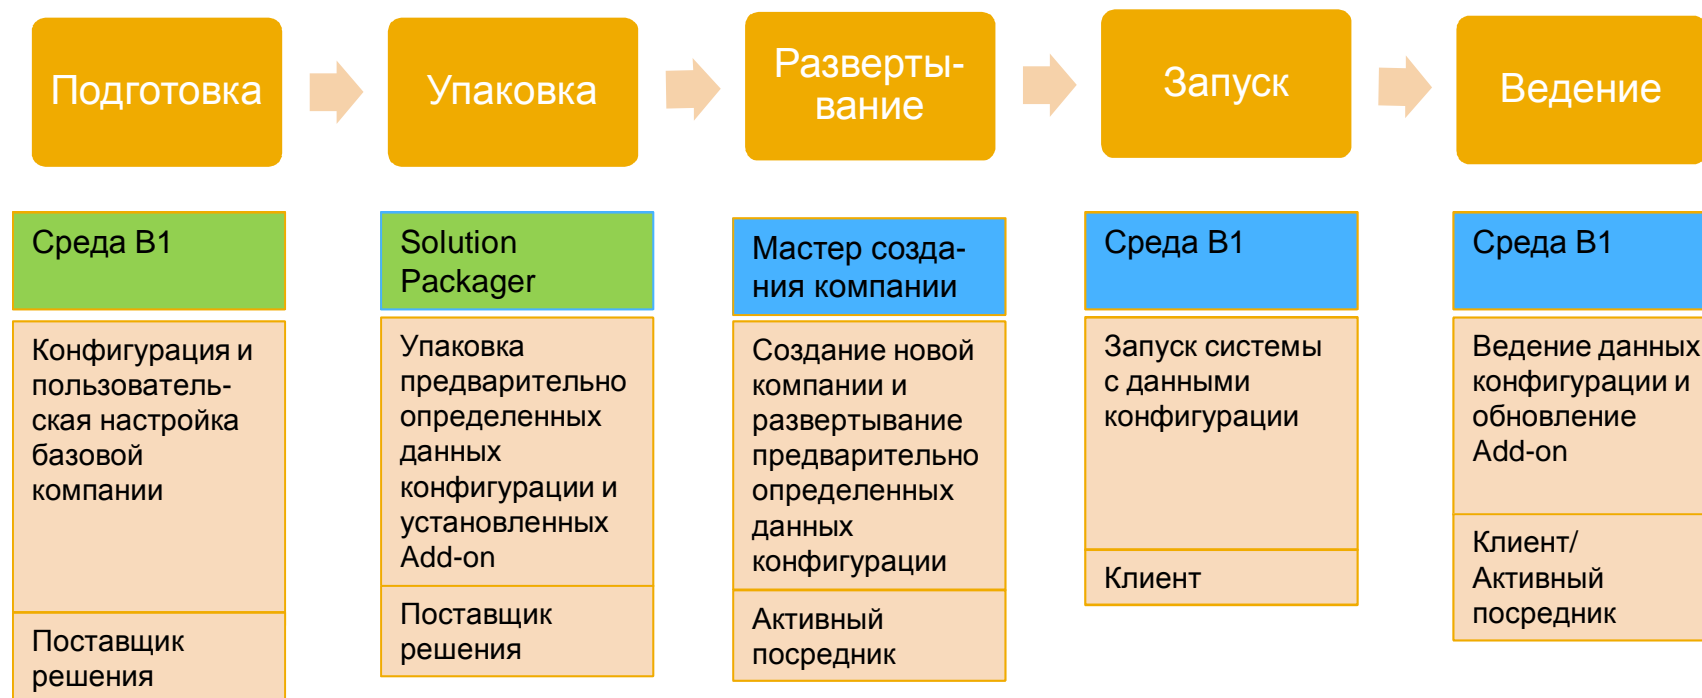 Подготовка
Упаковка
Разверты-
вание
Запуск
Ведение
Среда B1
Конфигурация и
пользователь-
ская настройка
базовой
компании
Поставщик
решения
Solution
Packager
Упаковка
предварительно
определенных
данных
конфигурации и
установленных
Add-on
Поставщик
решения
Мастер созда-
ния компании
Создание новой
компании и
развертывание
предварительно
определенных
данных
конфигурации
Активный
посредник
Среда B1
Запуск системы
с данными
конфигурации
Клиент
Среда B1
Ведение данных
конфигурации и
обновление
Add-on
Клиент/
Активный
посредник